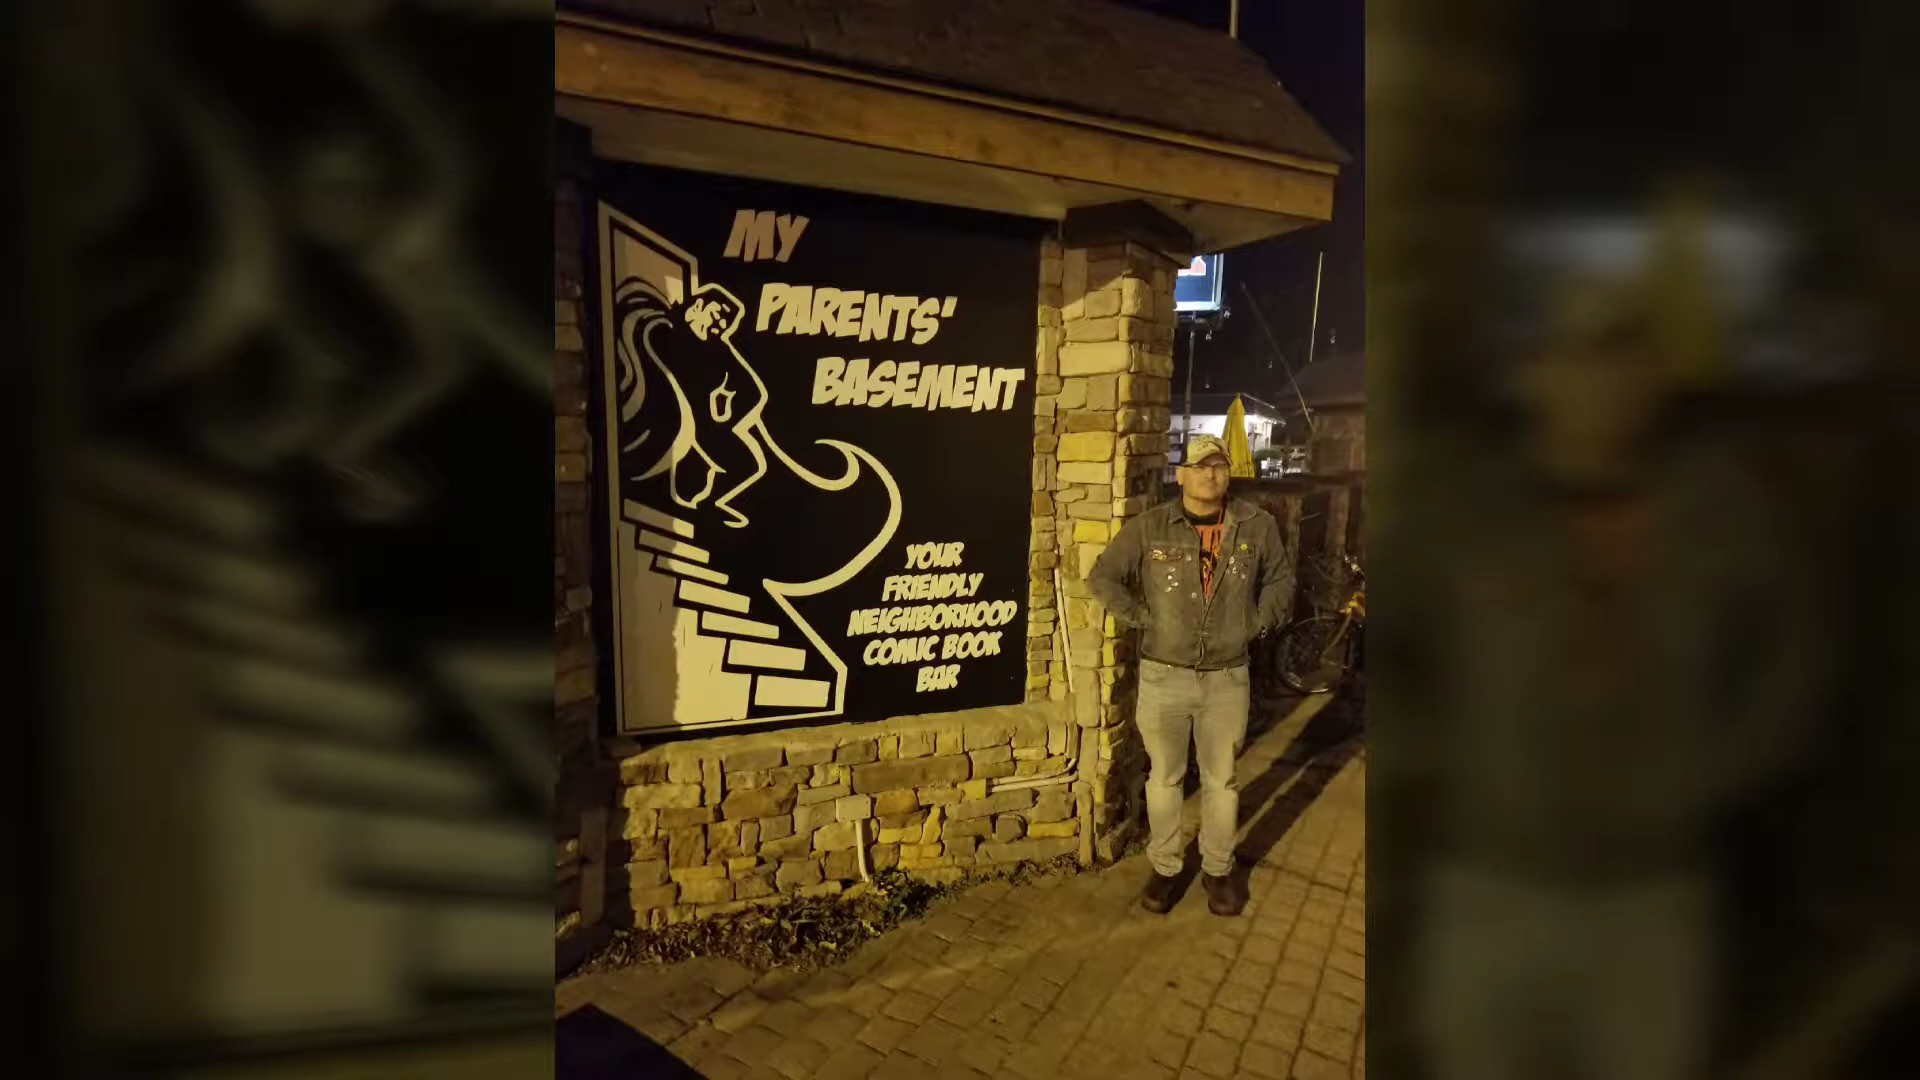 MY
PARENTS'
BASEMENT
YOUR
FRIENDLY
NEIGHBORHOOD
COMIC BOOK
BAR